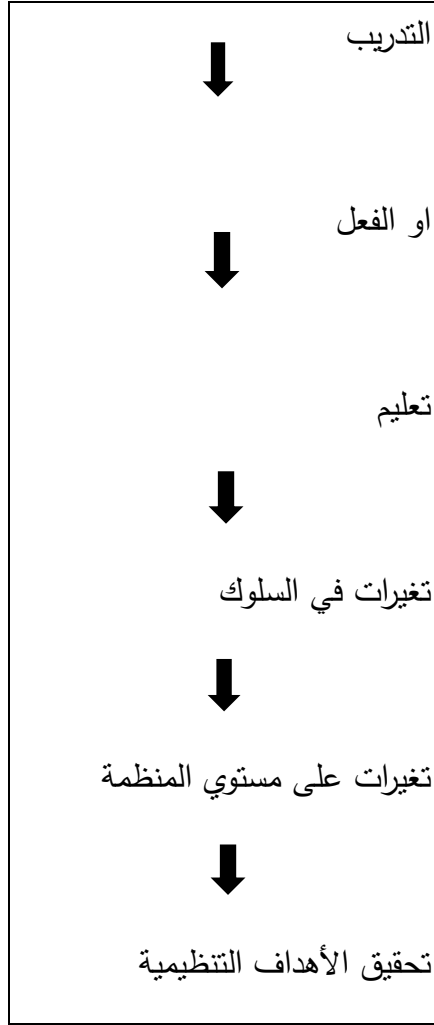 التدريب
او الفعل
تعليم
تغيرات في السلوك
تغيرات على مستوي المنظمة
تحقيق الأهداف التنظيمية